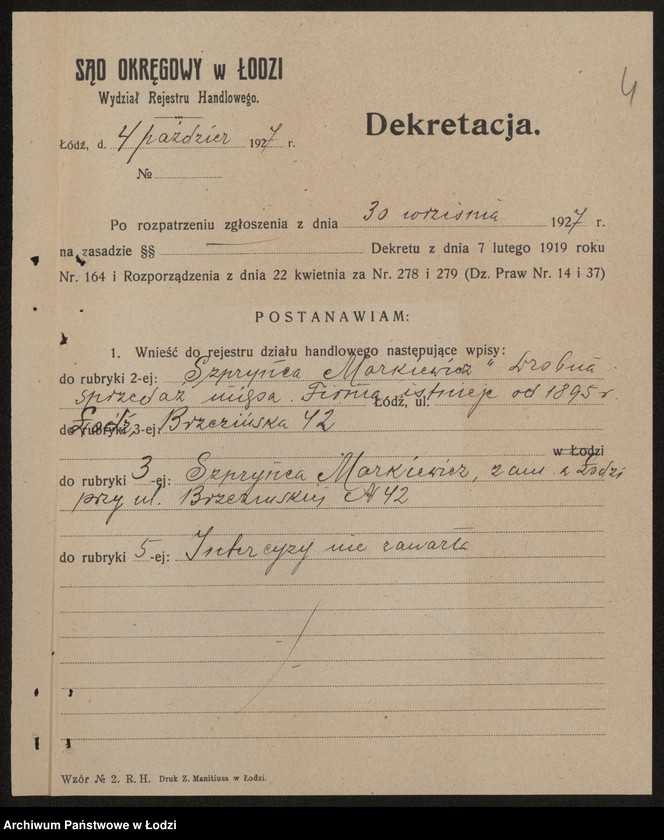 SĄD OKRĘGOWY w ŁODZI
Wydział Rejestru Handlowego.
4
Dekretacja.
Łódź, d. 4 październ 1927 r.
№
Po rozpatrzeniu zgłoszenia z dnia 30 września 1927 r.
na zasadzie §§ Dekretu z dnia 7 lutego 1919 roku
Nr. 164 i Rozporządzenia z dnia 22 kwietnia za Nr. 278 i 279 (Dz. Praw Nr. 14 i 37)
POSTANAWIAM:
1. Wnieść do rejestru działu handlowego następujące wpisy:
do rubryki 2-ej: „Szpryńca Markiewicz" Drobna
sprzedaż mięsa. Firma istnieje od 1895 r.
Łódź, ul.
do rubryki 3-ej: Łódź, Brzezińska 42
w Łodzi
do rubryki 3-ej: Szpryńca Markiewicz, zam. w Łodzi
przy ul. Brzezińskiej № 42
do rubryki 5-ej: Intercyzy nie zawarła
Wzór № 2. R. H. Druk Z. Manitiusa w Łodzi.
Archiwum Państwowe w Łodzi